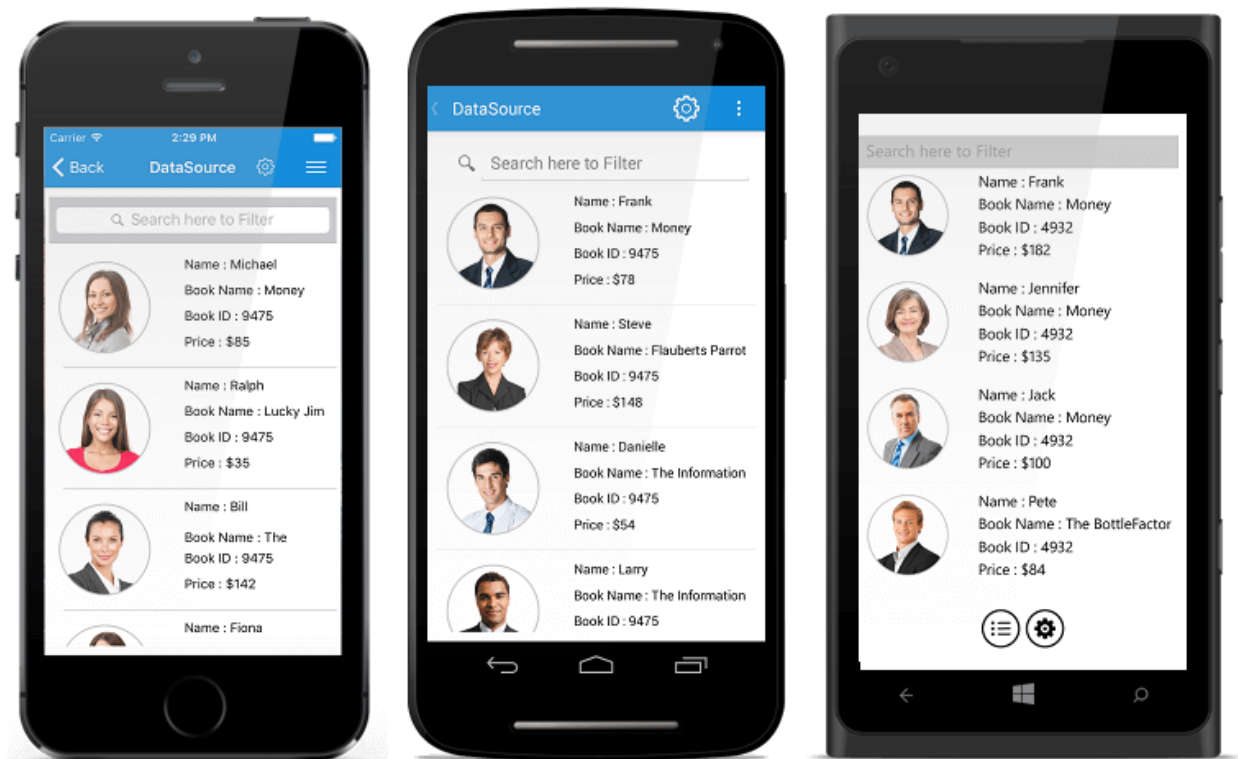 Carrier 2:29 PM
Back DataSource
Search here to Filter
Name : Michael
Book Name : Money
Book ID : 9475
Price : $85
Name : Ralph
Book Name : Lucky Jim
Book ID : 9475
Price : $35
Name : Bill
Book Name : The
Book ID : 9475
Price : $142
Name : Fiona
DataSource
Search here to Filter
Name : Frank
Book Name : Money
Book ID : 9475
Price : $78
Name : Steve
Book Name : Flauberts Parrot
Book ID : 9475
Price : $148
Name : Danielle
Book Name : The Information
Book ID : 9475
Price : $54
Name : Larry
Book Name : The Information
Book ID : 9475
Search here to Filter
Name : Frank
Book Name : Money
Book ID : 4932
Price : $182
Name : Jennifer
Book Name : Money
Book ID : 4932
Price : $135
Name : Jack
Book Name : Money
Book ID : 4932
Price : $100
Name : Pete
Book Name : The BottleFactor
Book ID : 4932
Price : $84